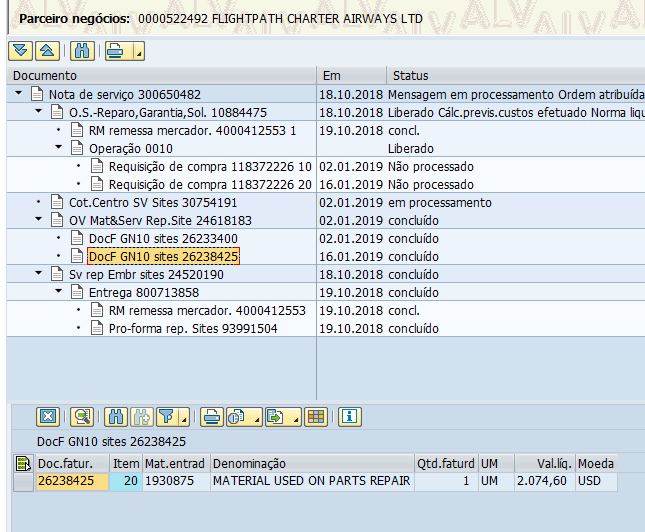 Parceiro negócios: 0000522492 FLIGHTPATH CHARTER AIRWAYS LTD
Documento Em Status
Nota de serviço 300650482 18.10.2018 Mensagem em processamento Ordem atribuída
O.S.-Reparo,Garantia,Sol. 10884475 18.10.2018 Liberado Cálc.previs.custos efetuado Norma liq
RM remessa mercador. 4000412553 1 19.10.2018 concl.
Operação 0010 Liberado
Requisição de compra 118372226 10 02.01.2019 Não processado
Requisição de compra 118372226 20 16.01.2019 Não processado
Cot.Centro SV Sites 30754191 02.01.2019 em processamento
OV Mat&Serv Rep.Site 24618183 02.01.2019 concluído
DocF GN10 sites 26233400 02.01.2019 concluído
DocF GN10 sites 26238425 16.01.2019 concluído
Sv rep Embr sites 24520190 18.10.2018 concluído
Entrega 800713858 19.10.2018 concluído
RM remessa mercador. 4000412553 19.10.2018 concl.
Pro-forma rep. Sites 93991504 19.10.2018 concluído
DocF GN10 sites 26238425
Doc.fatur. Item Mat.entrad Denominação Qtd.faturd UM Val.líq. Moeda
26238425 20 1930875 MATERIAL USED ON PARTS REPAIR 1 UM 2.074,60 USD